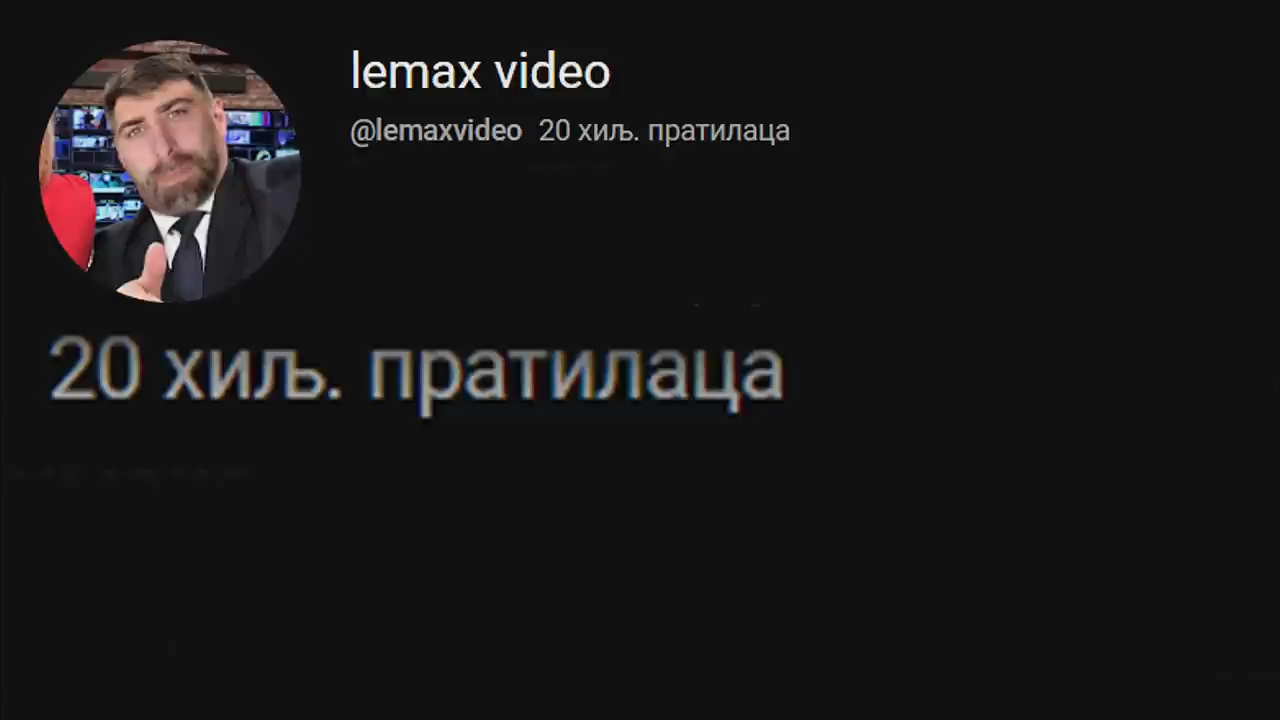 lemax video
@lemaxvideo 20 хиљ. пратилаца
20 хиљ. пратилаца